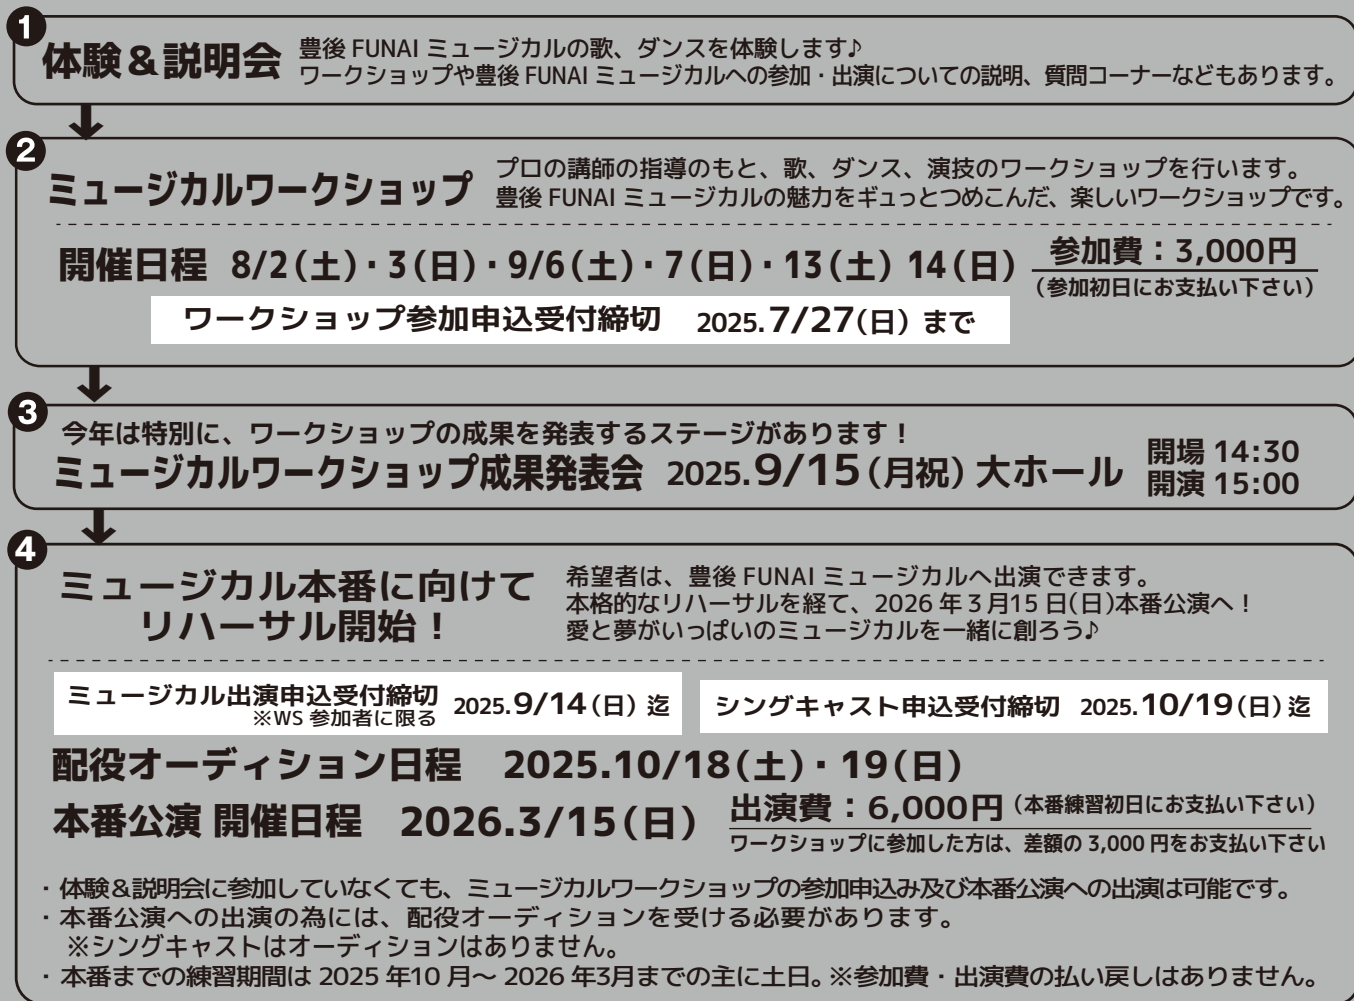 1
体験&説明会
豊後 FUNAI ミュージカルの歌、ダンスを体験します♪
ワークショップや豊後 FUNAI ミュージカルへの参加・出演についての説明、質問コーナーなどもあります。
2
ミュージカルワークショップ
プロの講師の指導のもと、歌、ダンス、演技のワークショップを行います。
豊後 FUNAI ミュージカルの魅力をギュっとつめこんだ、楽しいワークショップです。
開催日程 8/2(土)・3(日)・9/6(土)・7(日)・13(土) 14(日)
参加費:3,000円
(参加初日にお支払い下さい)
ワークショップ参加申込受付締切 2025.7/27(日) まで
3
今年は特別に、ワークショップの成果を発表するステージがあります!
ミュージカルワークショップ成果発表会 2025.9/15(月祝) 大ホール
開場 14:30
開演 15:00
4
ミュージカル本番に向けて
リハーサル開始!
希望者は、豊後 FUNAI ミュージカルへ出演できます。
本格的なリハーサルを経て、2026 年 3 月15 日(日)本番公演へ!
愛と夢がいっぱいのミュージカルを一緒に創ろう♪
ミュージカル出演申込受付締切 2025.9/14(日) 迄
※WS 参加者に限る
シングキャスト申込受付締切 2025.10/19(日) 迄
配役オーディション日程 2025.10/18(土)・19(日)
本番公演 開催日程 2026.3/15(日)
出演費:6,000円(本番練習初日にお支払い下さい)
ワークショップに参加した方は、差額の 3,000 円をお支払い下さい
・体験&説明会に参加していなくても、ミュージカルワークショップの参加申込み及び本番公演への出演は可能です。
・本番公演への出演の為には、配役オーディションを受ける必要があります。
※シングキャストはオーディションはありません。
・本番までの練習期間は 2025 年10 月〜 2026 年3月までの主に土日。※参加費・出演費の払い戻しはありません。